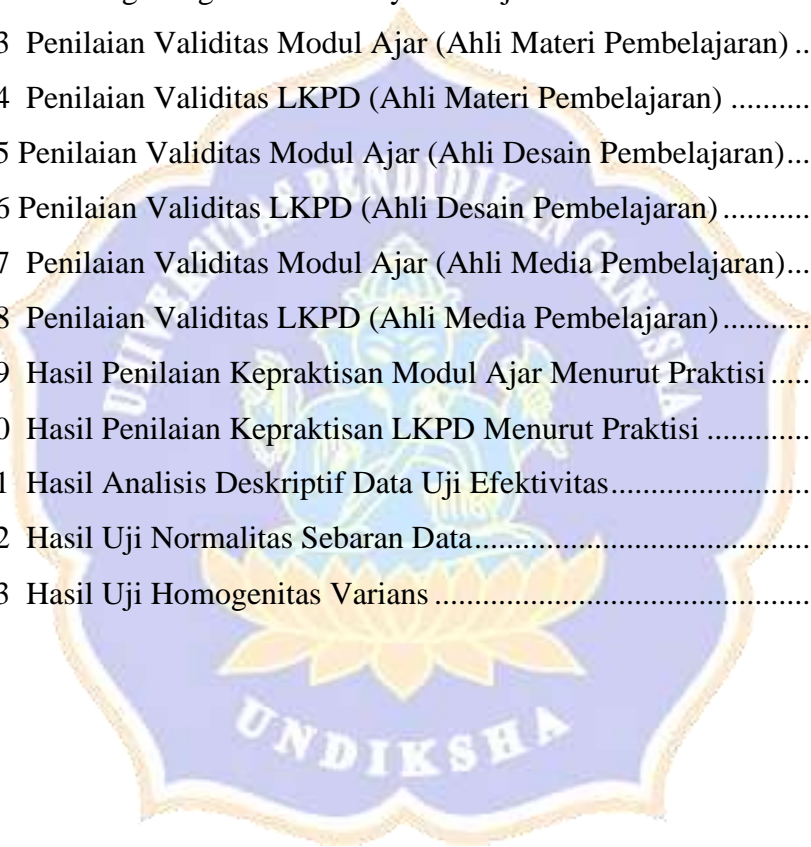 3 Penilaian Validitas Modul Ajar (Ahli Materi Pembelajaran) ..
4 Penilaian Validitas LKPD (Ahli Materi Pembelajaran) ..........
5 Penilaian Validitas Modul Ajar (Ahli Desain Pembelajaran)...
6 Penilaian Validitas LKPD (Ahli Desain Pembelajaran) ...........
7 Penilaian Validitas Modul Ajar (Ahli Media Pembelajaran)...
8 Penilaian Validitas LKPD (Ahli Media Pembelajaran) ...........
9 Hasil Penilaian Kepraktisan Modul Ajar Menurut Praktisi .....
0 Hasil Penilaian Kepraktisan LKPD Menurut Praktisi .............
1 Hasil Analisis Deskriptif Data Uji Efektivitas.........................
2 Hasil Uji Normalitas Sebaran Data..........................................
3 Hasil Uji Homogenitas Varians ...............................................
UNIVERSITAS PENDIDIKAN GANESHA
UNDIKSHA